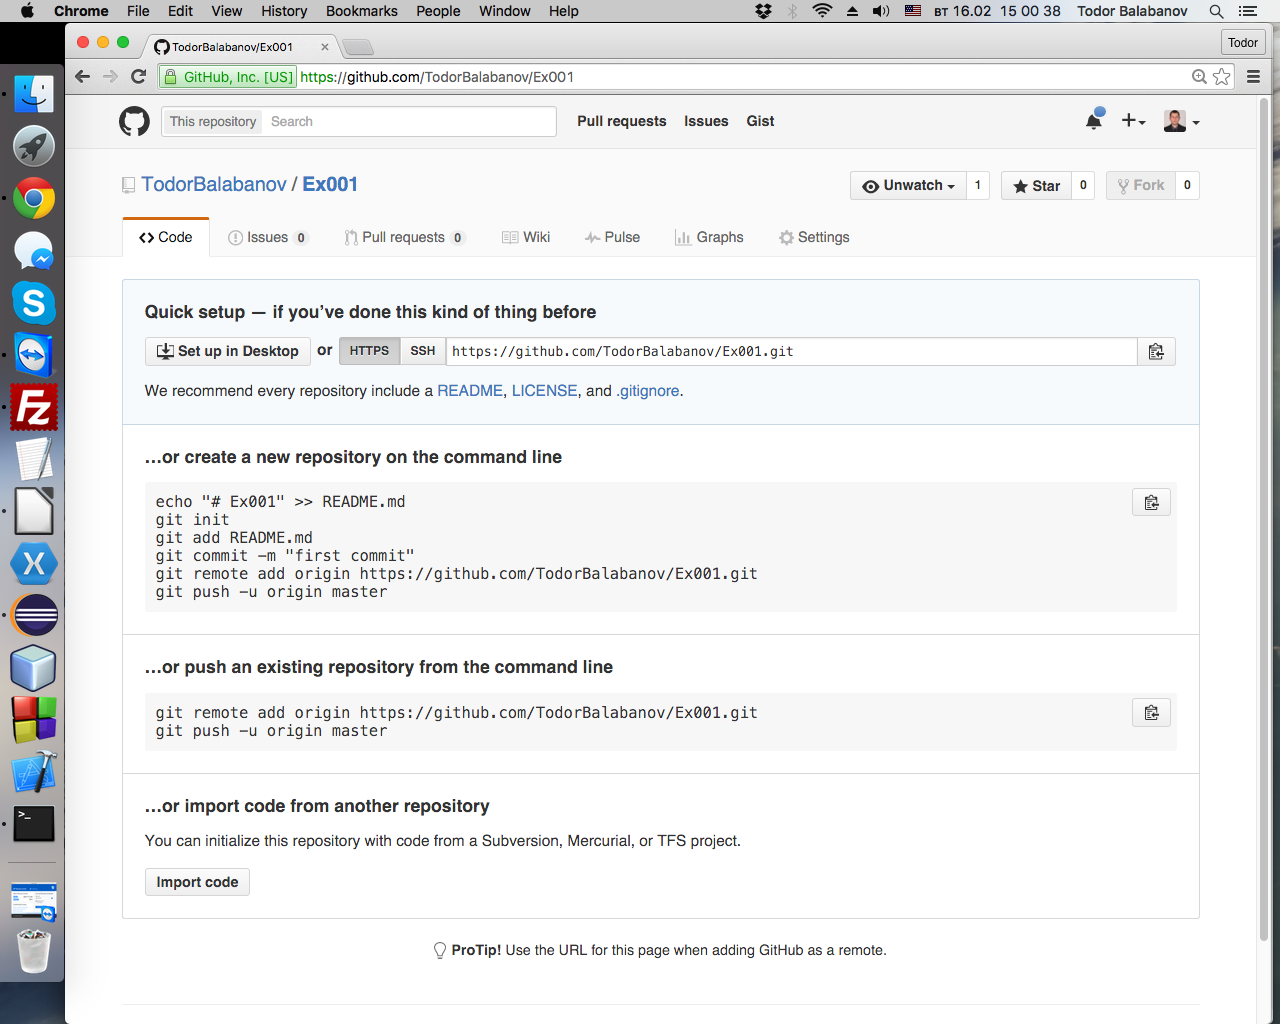 Chrome File Edit View History Bookmarks People Window Help вт 16.02 15 00 38 Todor Balabanov
TodorBalabanov/Ex001
Todor
GitHub, Inc. [US] https://github.com/TodorBalabanov/Ex001
This repository Search Pull requests Issues Gist
TodorBalabanov / Ex001 Unwatch 1 Star 0 Fork 0
Code Issues 0 Pull requests 0 Wiki Pulse Graphs Settings
Quick setup — if you’ve done this kind of thing before
Set up in Desktop or HTTPS SSH https://github.com/TodorBalabanov/Ex001.git
We recommend every repository include a README, LICENSE, and .gitignore.
…or create a new repository on the command line
echo "# Ex001" >> README.md
git init
git add README.md
git commit -m "first commit"
git remote add origin https://github.com/TodorBalabanov/Ex001.git
git push -u origin master
…or push an existing repository from the command line
git remote add origin https://github.com/TodorBalabanov/Ex001.git
git push -u origin master
…or import code from another repository
You can initialize this repository with code from a Subversion, Mercurial, or TFS project.
Import code
ProTip! Use the URL for this page when adding GitHub as a remote.